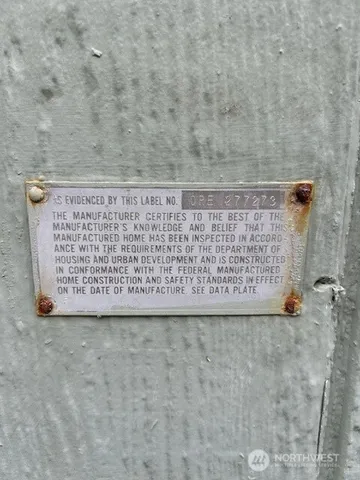 AS EVIDENCED BY THIS LABEL NO. ORE 277273
THE MANUFACTURER CERTIFIES TO THE BEST OF THE
MANUFACTURER'S KNOWLEDGE AND BELIEF THAT THIS
MANUFACTURED HOME HAS BEEN INSPECTED IN ACCORD-
ANCE WITH THE REQUIREMENTS OF THE DEPARTMENT OF
HOUSING AND URBAN DEVELOPMENT AND IS CONSTRUCTED
IN CONFORMANCE WITH THE FEDERAL MANUFACTURED
HOME CONSTRUCTION AND SAFETY STANDARDS IN EFFECT
ON THE DATE OF MANUFACTURE. SEE DATA PLATE
NORTHWEST